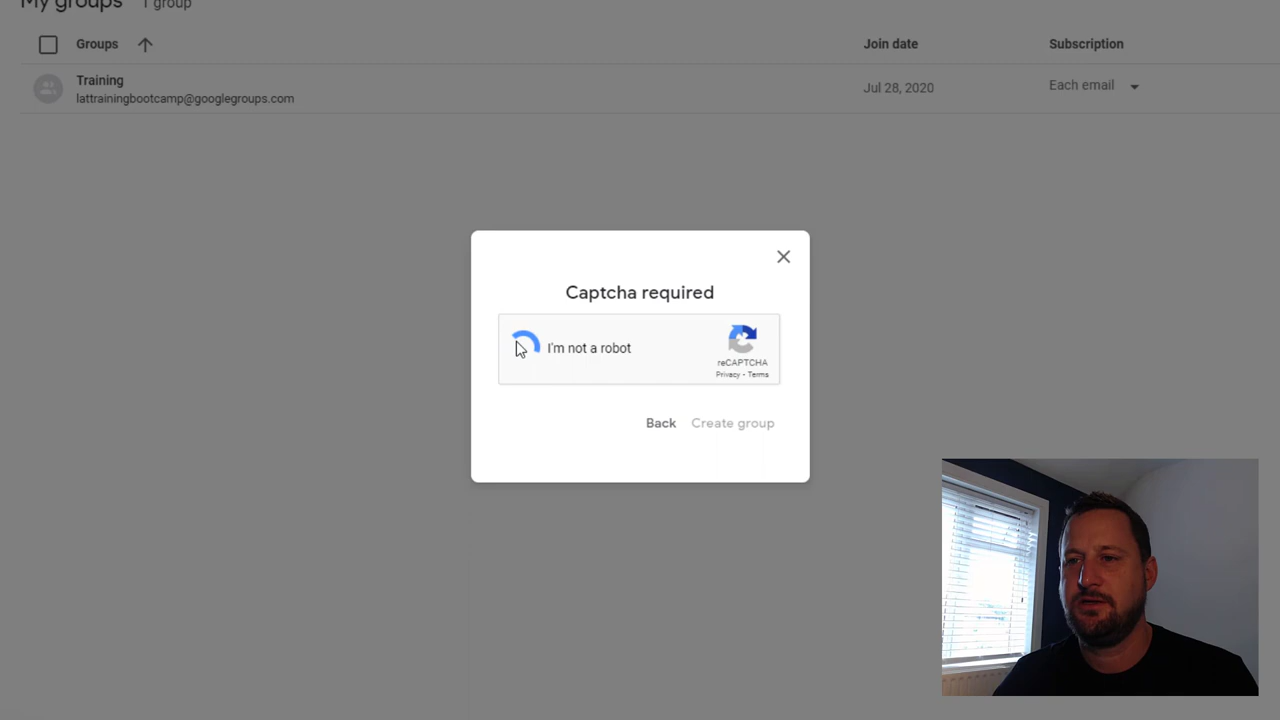 My groups 1 group
Groups Join date Subscription
Training
lattrainingbootcamp@googlegroups.com Jul 28, 2020 Each email
Captcha required
I'm not a robot
reCAPTCHA
Privacy - Terms
Back Create group